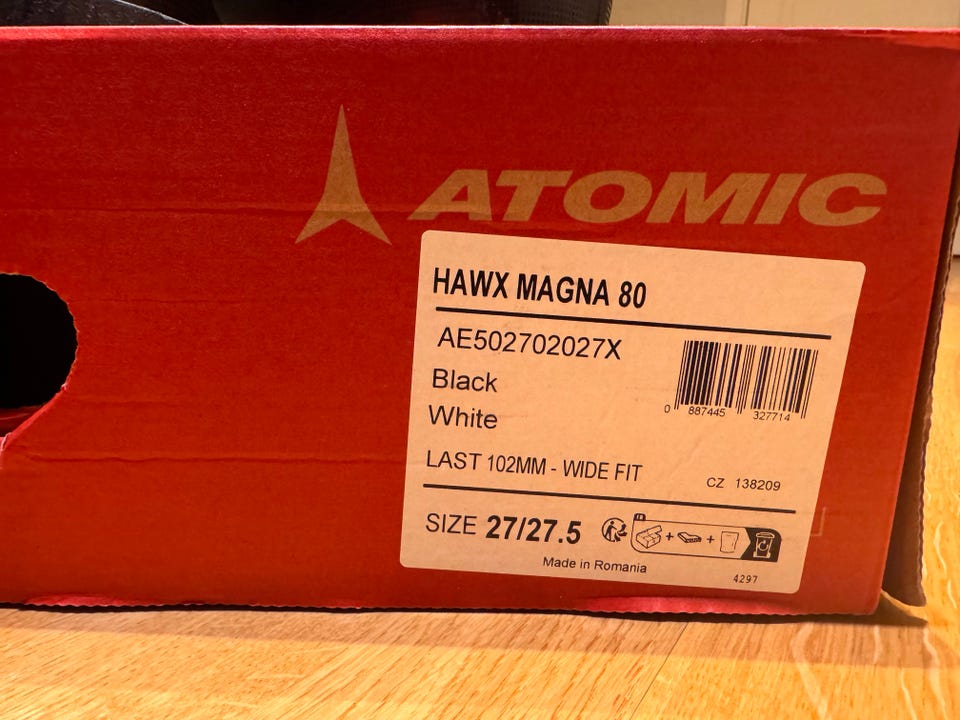 ATOMIC
HAWX MAGNA 80
AE502702027X
Black
White
0 887445 327714
LAST 102MM - WIDE FIT
CZ 138209
SIZE 27/27.5
FR
Made in Romania
4297